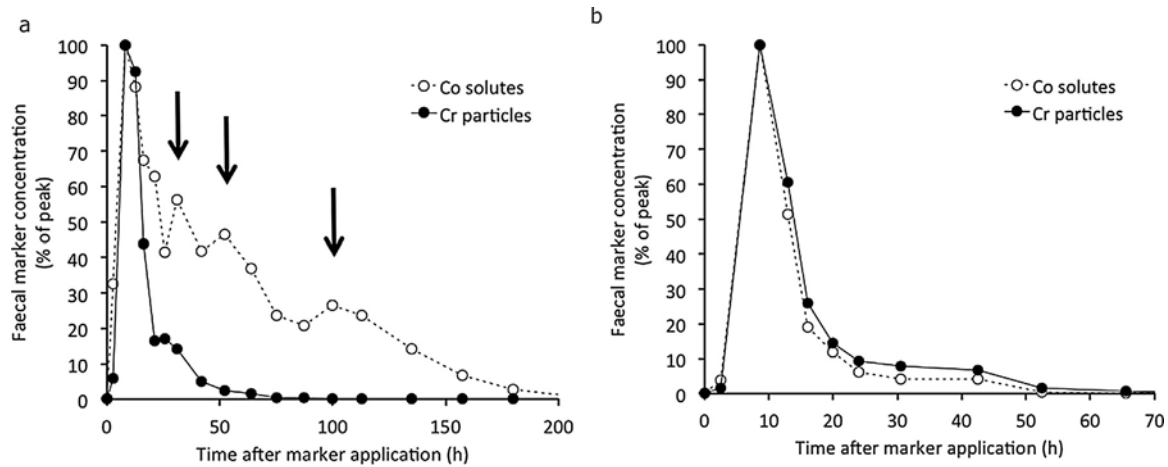 a
100
90
80
70
60
50
40
30
20
10
0
Faecal marker concentration
(% of peak)
Co solutes
Cr particles
0 50 100 150 200
Time after marker application (h)
b
100
90
80
70
60
50
40
30
20
10
0
Faecal marker concentration
(% of peak)
Co solutes
Cr particles
0 10 20 30 40 50 60 70
Time after marker application (h)